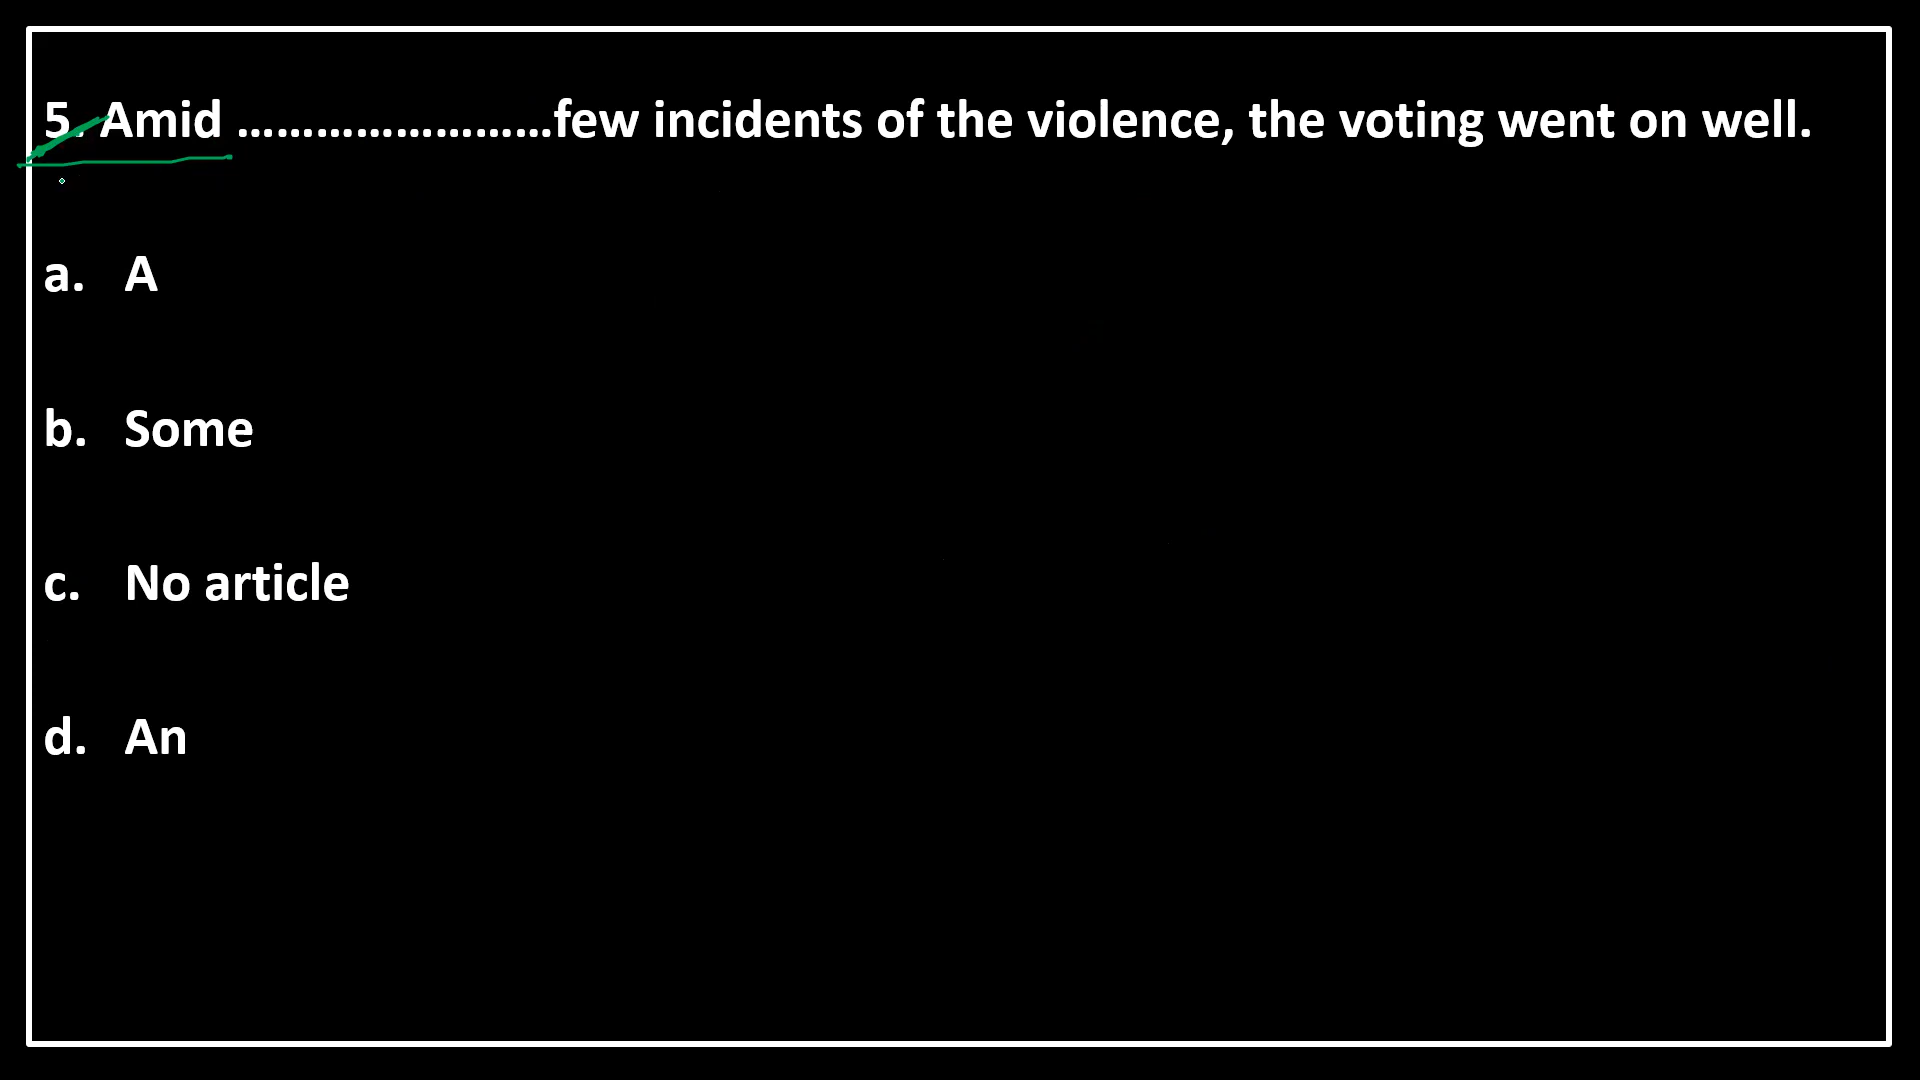 5. Amid ........................few incidents of the violence, the voting went on well.
a. A
b. Some
c. No article
d. An